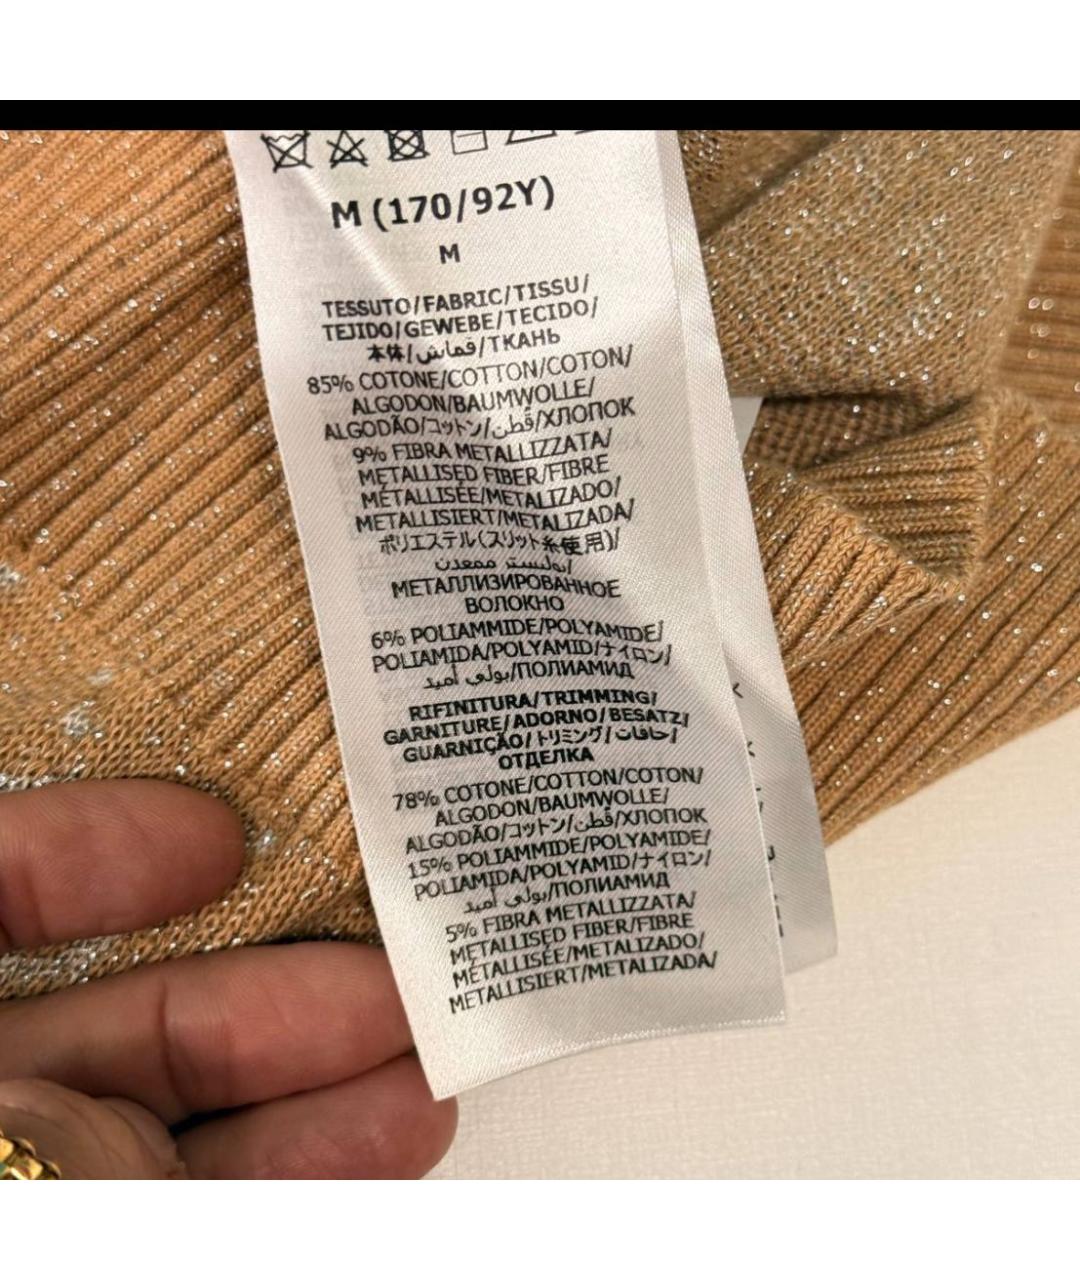 M (170/92Y)
M
TESSUTO/FABRIC/TISSU/
TEJIDO/GEWEBE/TECIDO/
本体/قماش/ТКАНЬ
85% COTONE/COTTON/COTON/
ALGODON/BAUMWOLLE/
ALGODÃO/コットン/قطن/ХЛОПОК
9% FIBRA METALLIZZATA/
METALLISED FIBER/FIBRE
MÉTALLISÉE/METALIZADO/
METALLISIERT/METALIZADA/
ポリエステル(スリット糸使用)/
بوليستر ممعدن/
МЕТАЛЛИЗИРОВАННОЕ
ВОЛОКНО
6% POLIAMMIDE/POLYAMIDE/
POLIAMIDA/POLYAMID/ナイロン/
بولي أميد/ПОЛИАМИД
RIFINITURA/TRIMMING/
GARNITURE/ADORNO/BESATZ/
GUARNIÇÃO/トリミング/حافات/
ОТДЕЛКА
78% COTONE/COTTON/COTON/
ALGODON/BAUMWOLLE/
ALGODÃO/コットン/قطن/ХЛОПОК
15% POLIAMMIDE/POLYAMIDE/
POLIAMIDA/POLYAMID/ナイロン/
بولي أميد/ПОЛИАМИД
5% FIBRA METALLIZZATA/
METALLISED FIBER/FIBRE
MÉTALLISÉE/METALIZADO/
METALLISIERT/METALIZADA/